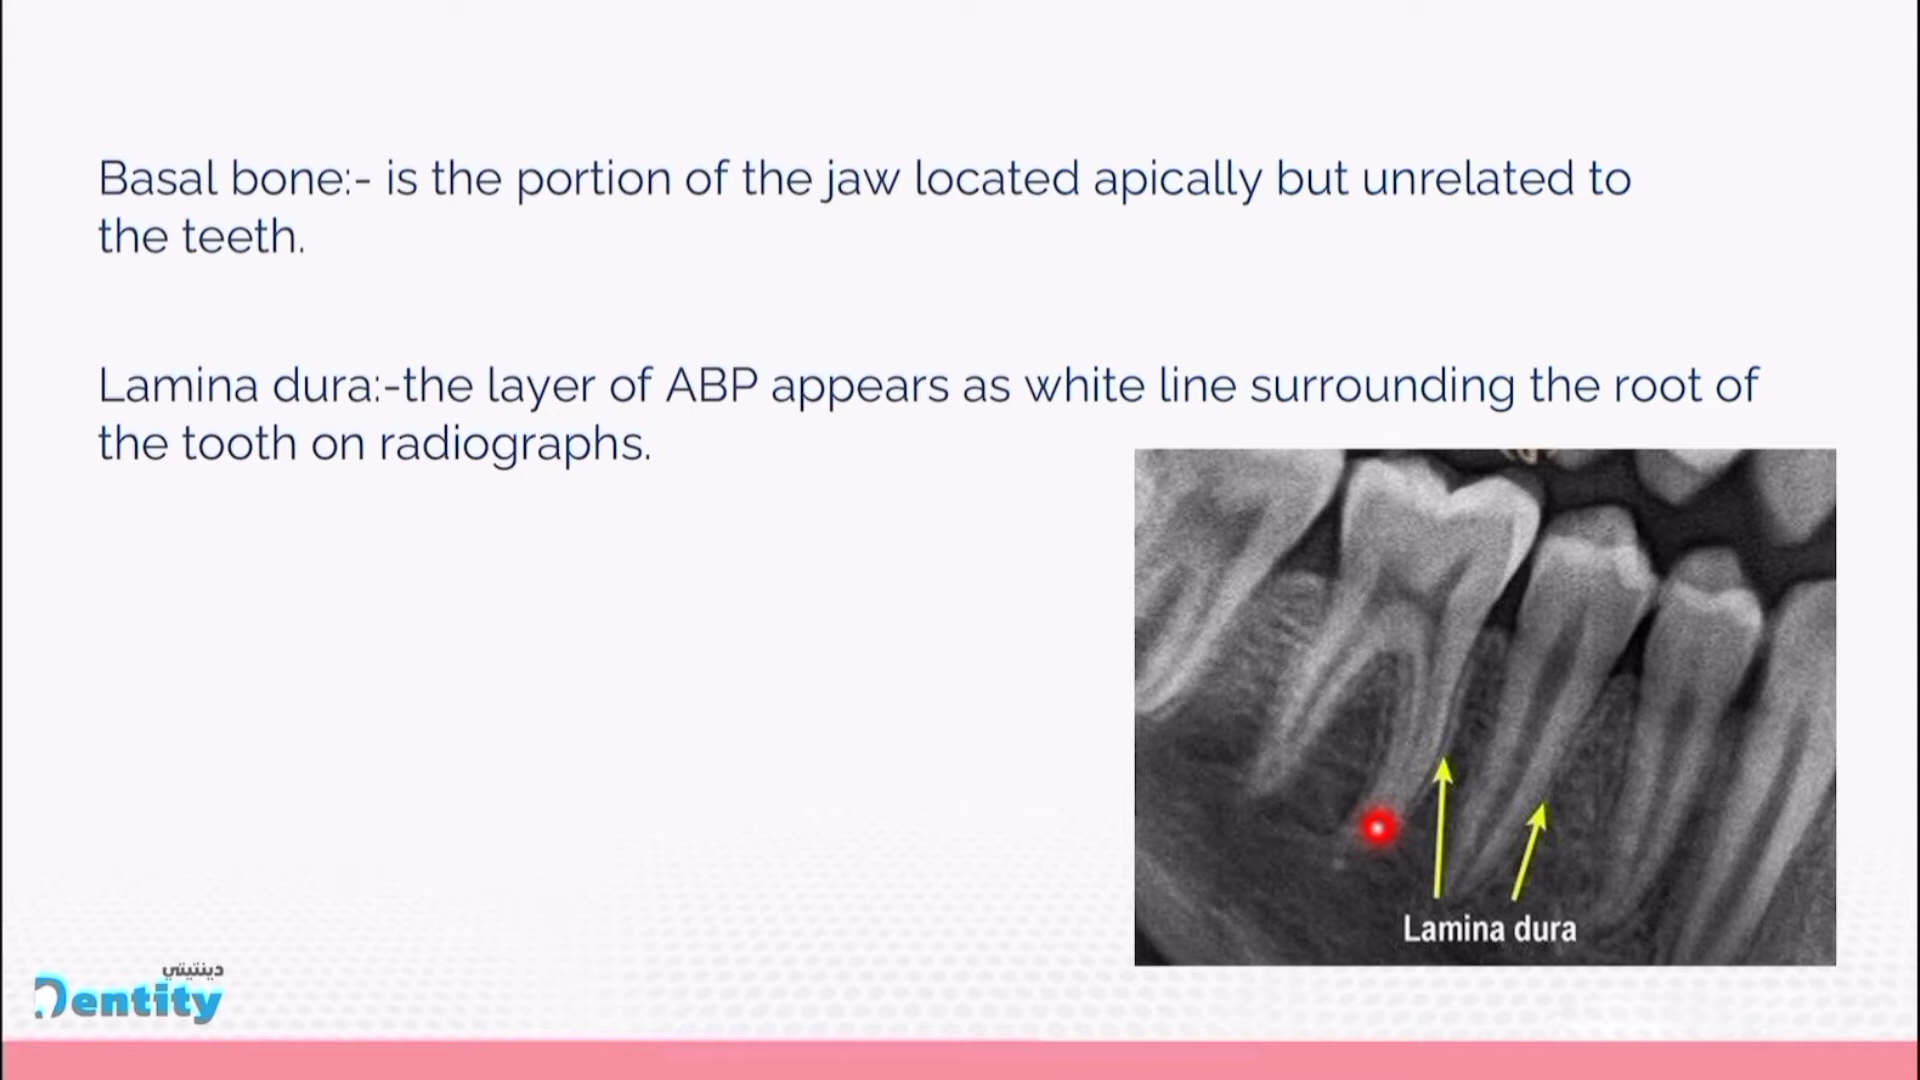 Basal bone:- is the portion of the jaw located apically but unrelated to
the teeth.
Lamina dura:-the layer of ABP appears as white line surrounding the root of
the tooth on radiographs.
Lamina dura
دينتيتي
Dentity